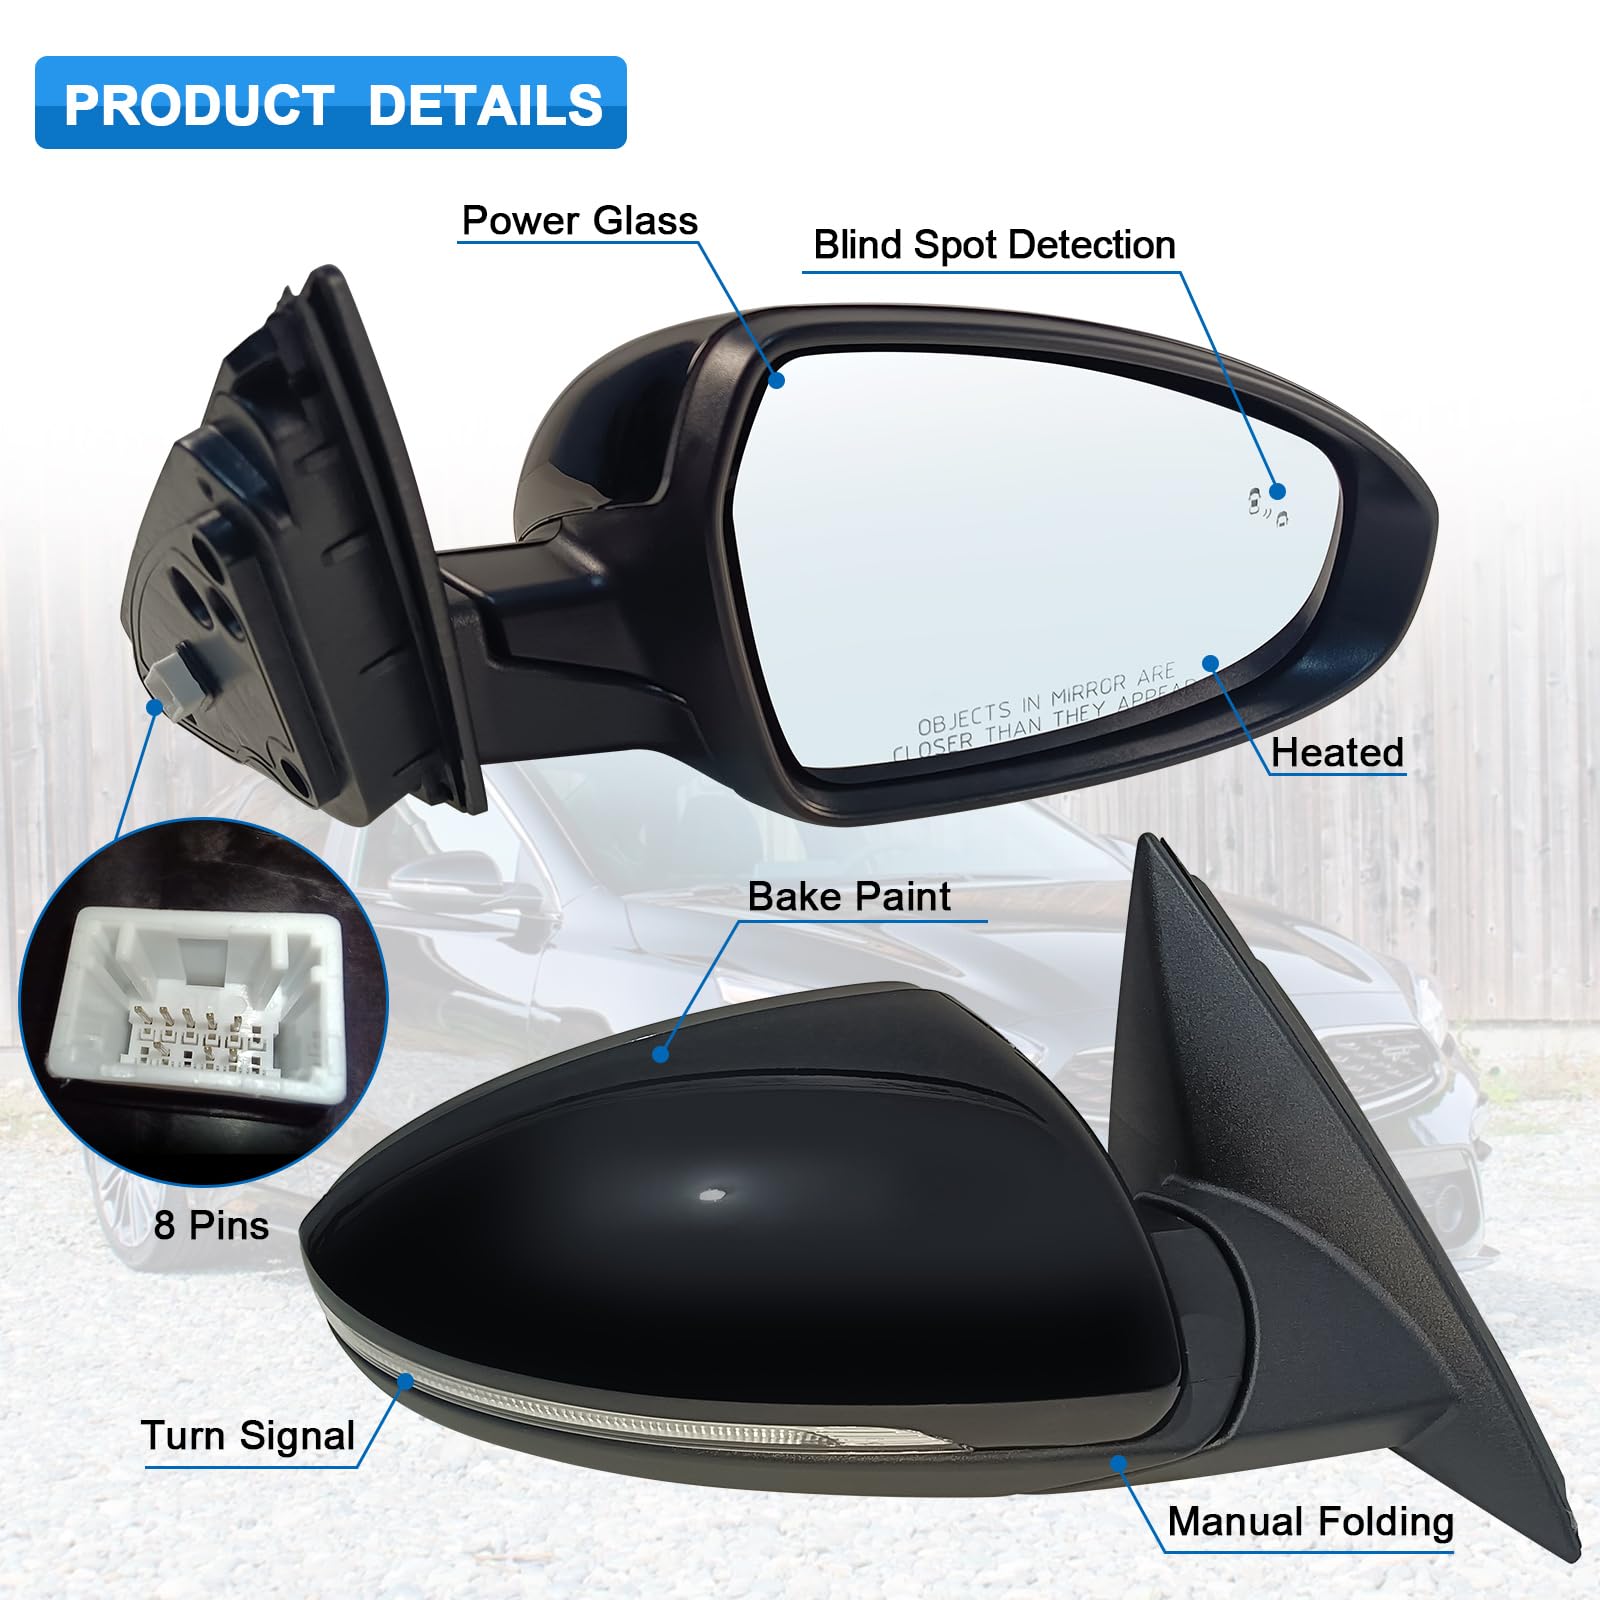 PRODUCT DETAILS
Power Glass
Blind Spot Detection
OBJECTS IN MIRROR ARE
CLOSER THAN THEY APPEAR
Heated
Bake Paint
8 Pins
Turn Signal
Manual Folding